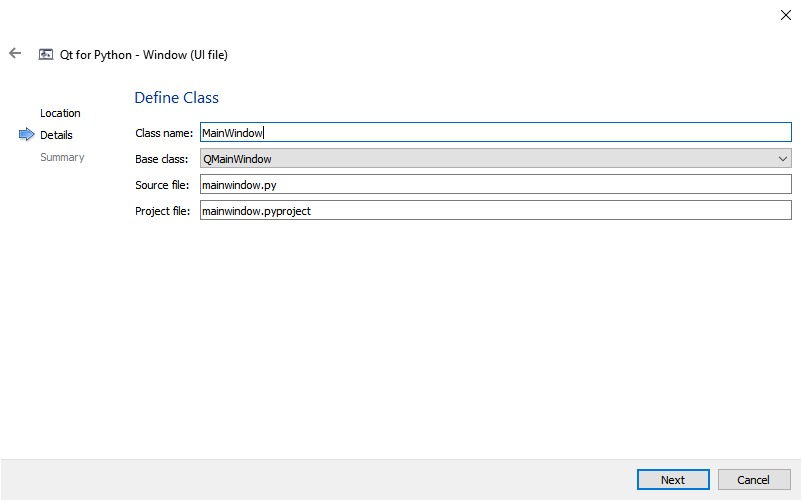 Qt for Python - Window (UI file)
Location
Details
Summary
Define Class
Class name: MainWindow
Base class: QMainWindow
Source file: mainwindow.py
Project file: mainwindow.pyproject
Next Cancel